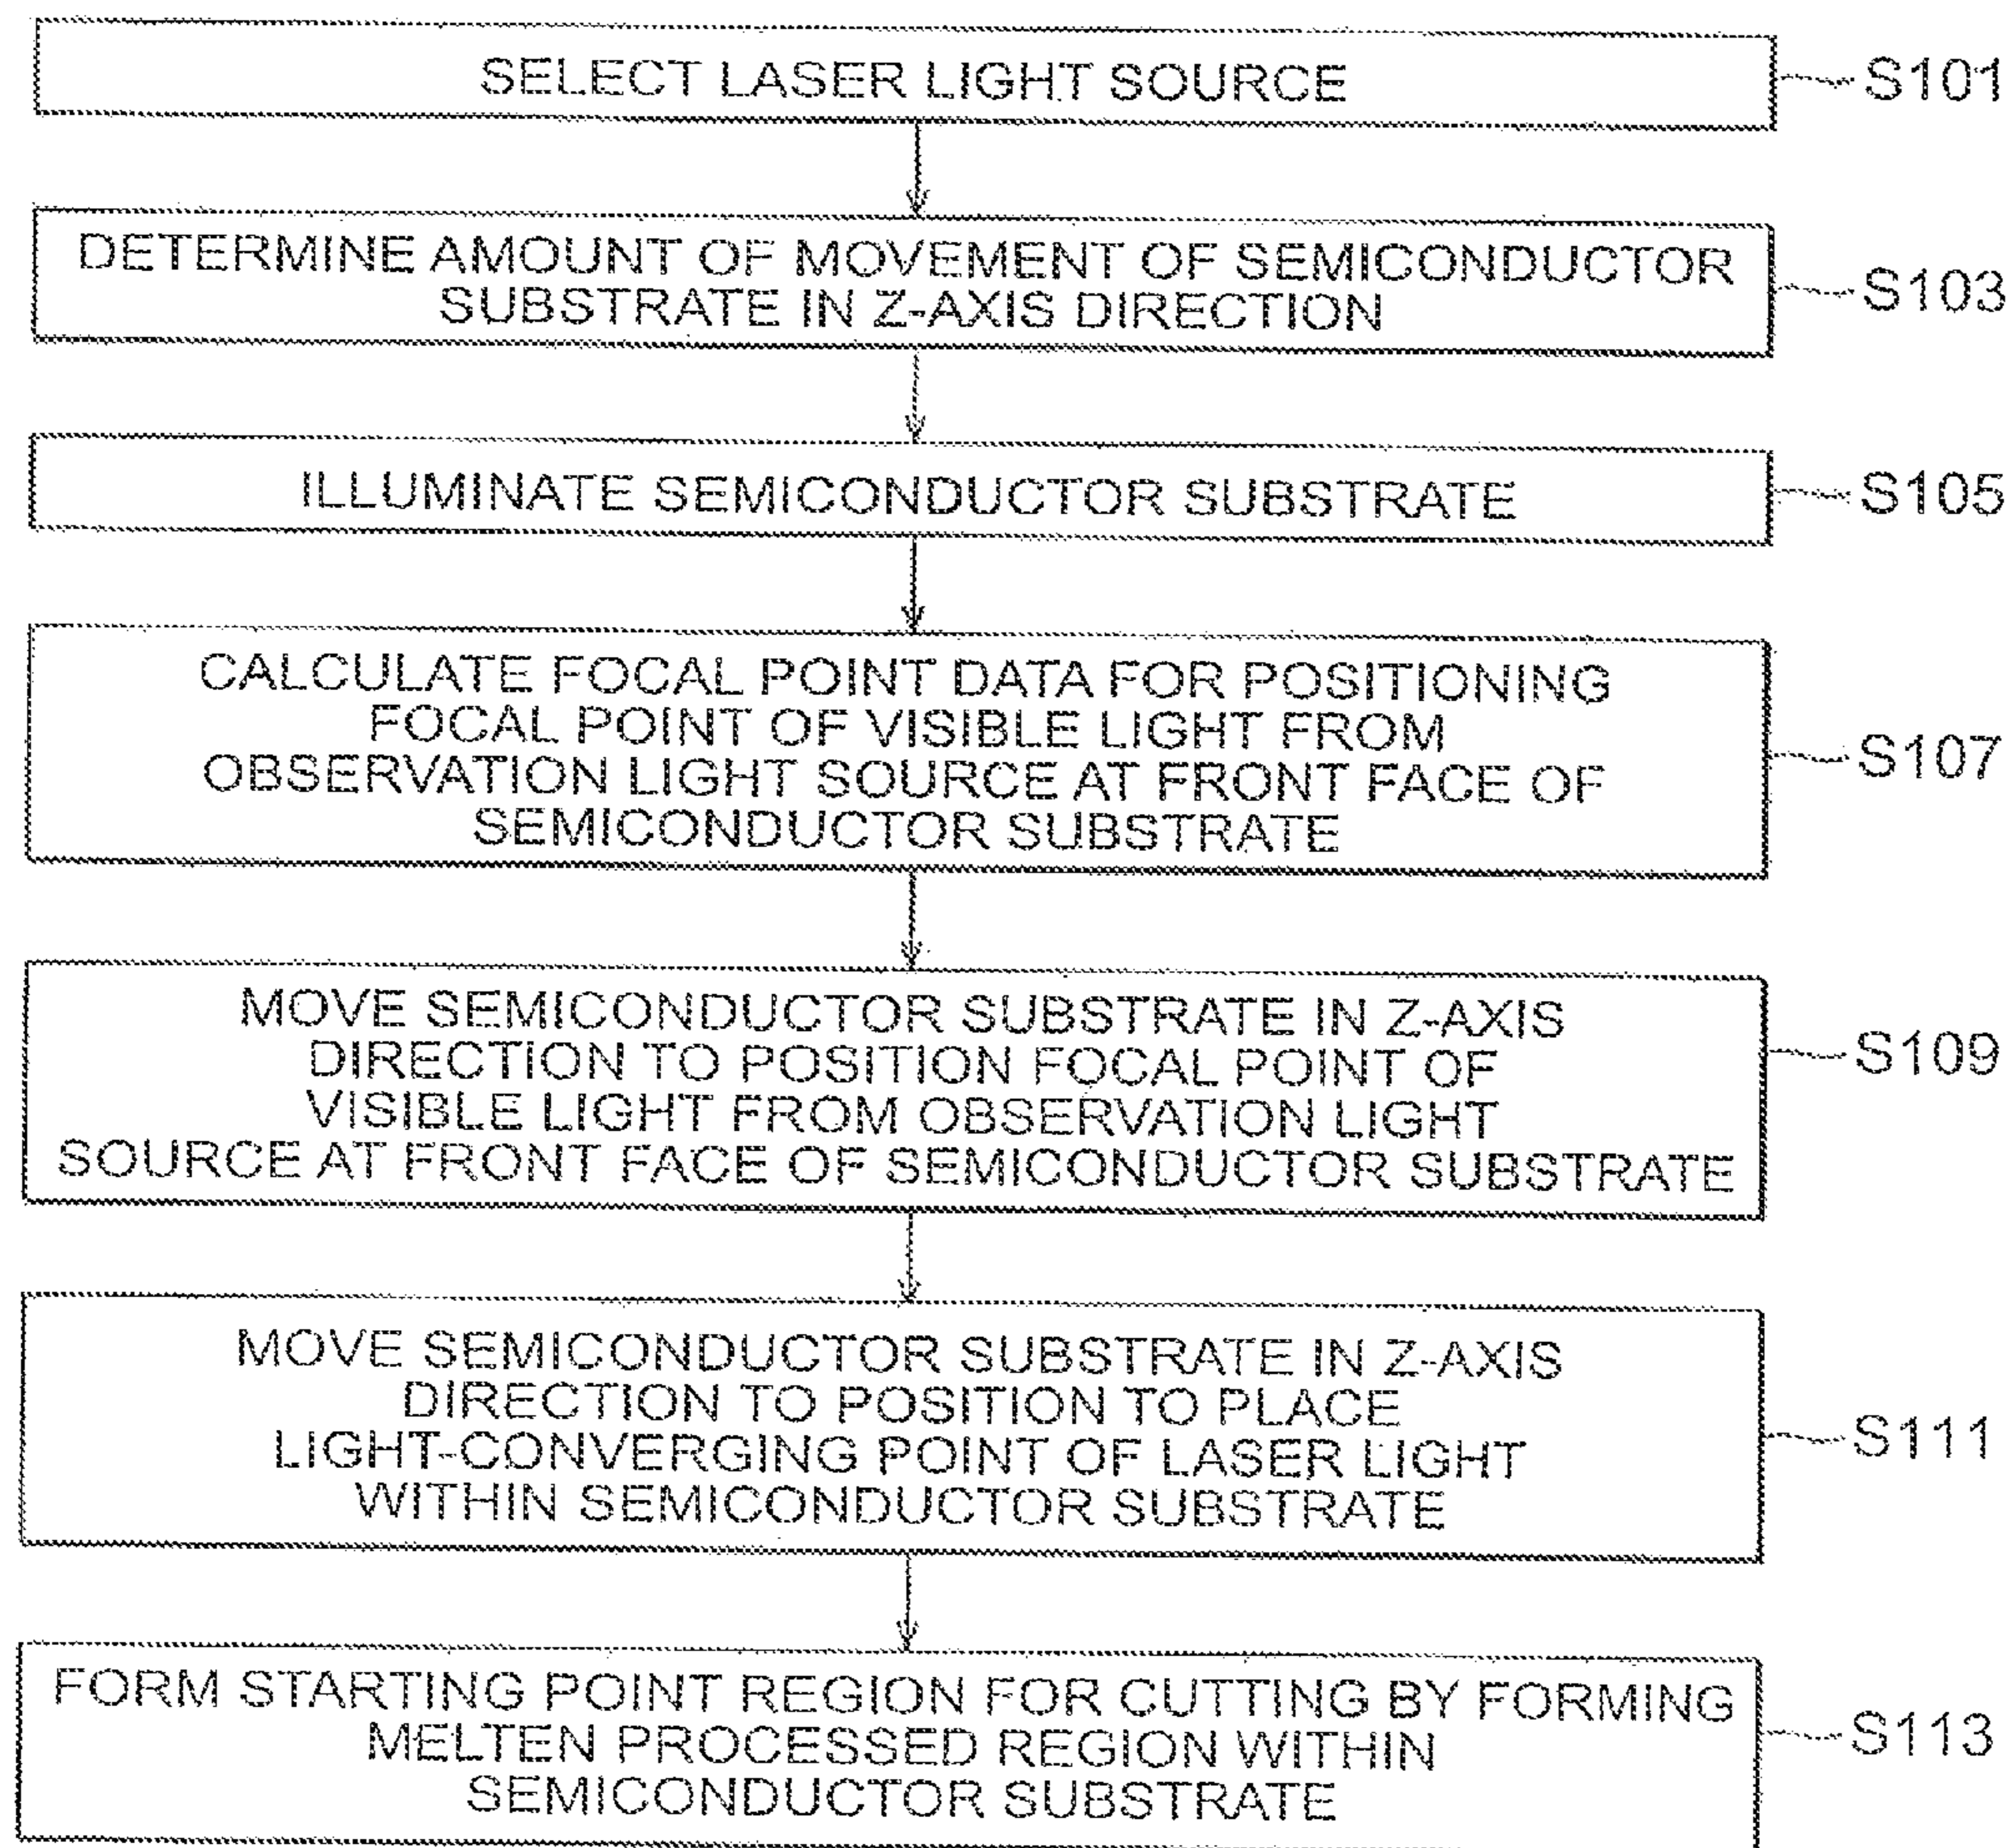 SELECT LASER LIGHT SOURCE
S101
DETERMINE AMOUNT OF MOVEMENT OF SEMICONDUCTOR
SUBSTRATE IN Z-AXIS DIRECTION
S103
ILLUMINATE SEMICONDUCTOR SUBSTRATE
S105
CALCULATE FOCAL POINT DATA FOR POSITIONING
FOCAL POINT OF VISIBLE LIGHT FROM
OBSERVATION LIGHT SOURCE AT FRONT FACE OF
SEMICONDUCTOR SUBSTRATE
S107
MOVE SEMICONDUCTOR SUBSTRATE IN Z-AXIS
DIRECTION TO POSITION FOCAL POINT OF
VISIBLE LIGHT FROM OBSERVATION LIGHT
SOURCE AT FRONT FACE OF SEMICONDUCTOR SUBSTRATE
S109
MOVE SEMICONDUCTOR SUBSTRATE IN Z-AXIS
DIRECTION TO POSITION TO PLACE
LIGHT-CONVERGING POINT OF LASER LIGHT
WITHIN SEMICONDUCTOR SUBSTRATE
S111
FORM STARTING POINT REGION FOR CUTTING BY FORMING
MELTEN PROCESSED REGION WITHIN
SEMICONDUCTOR SUBSTRATE
S113